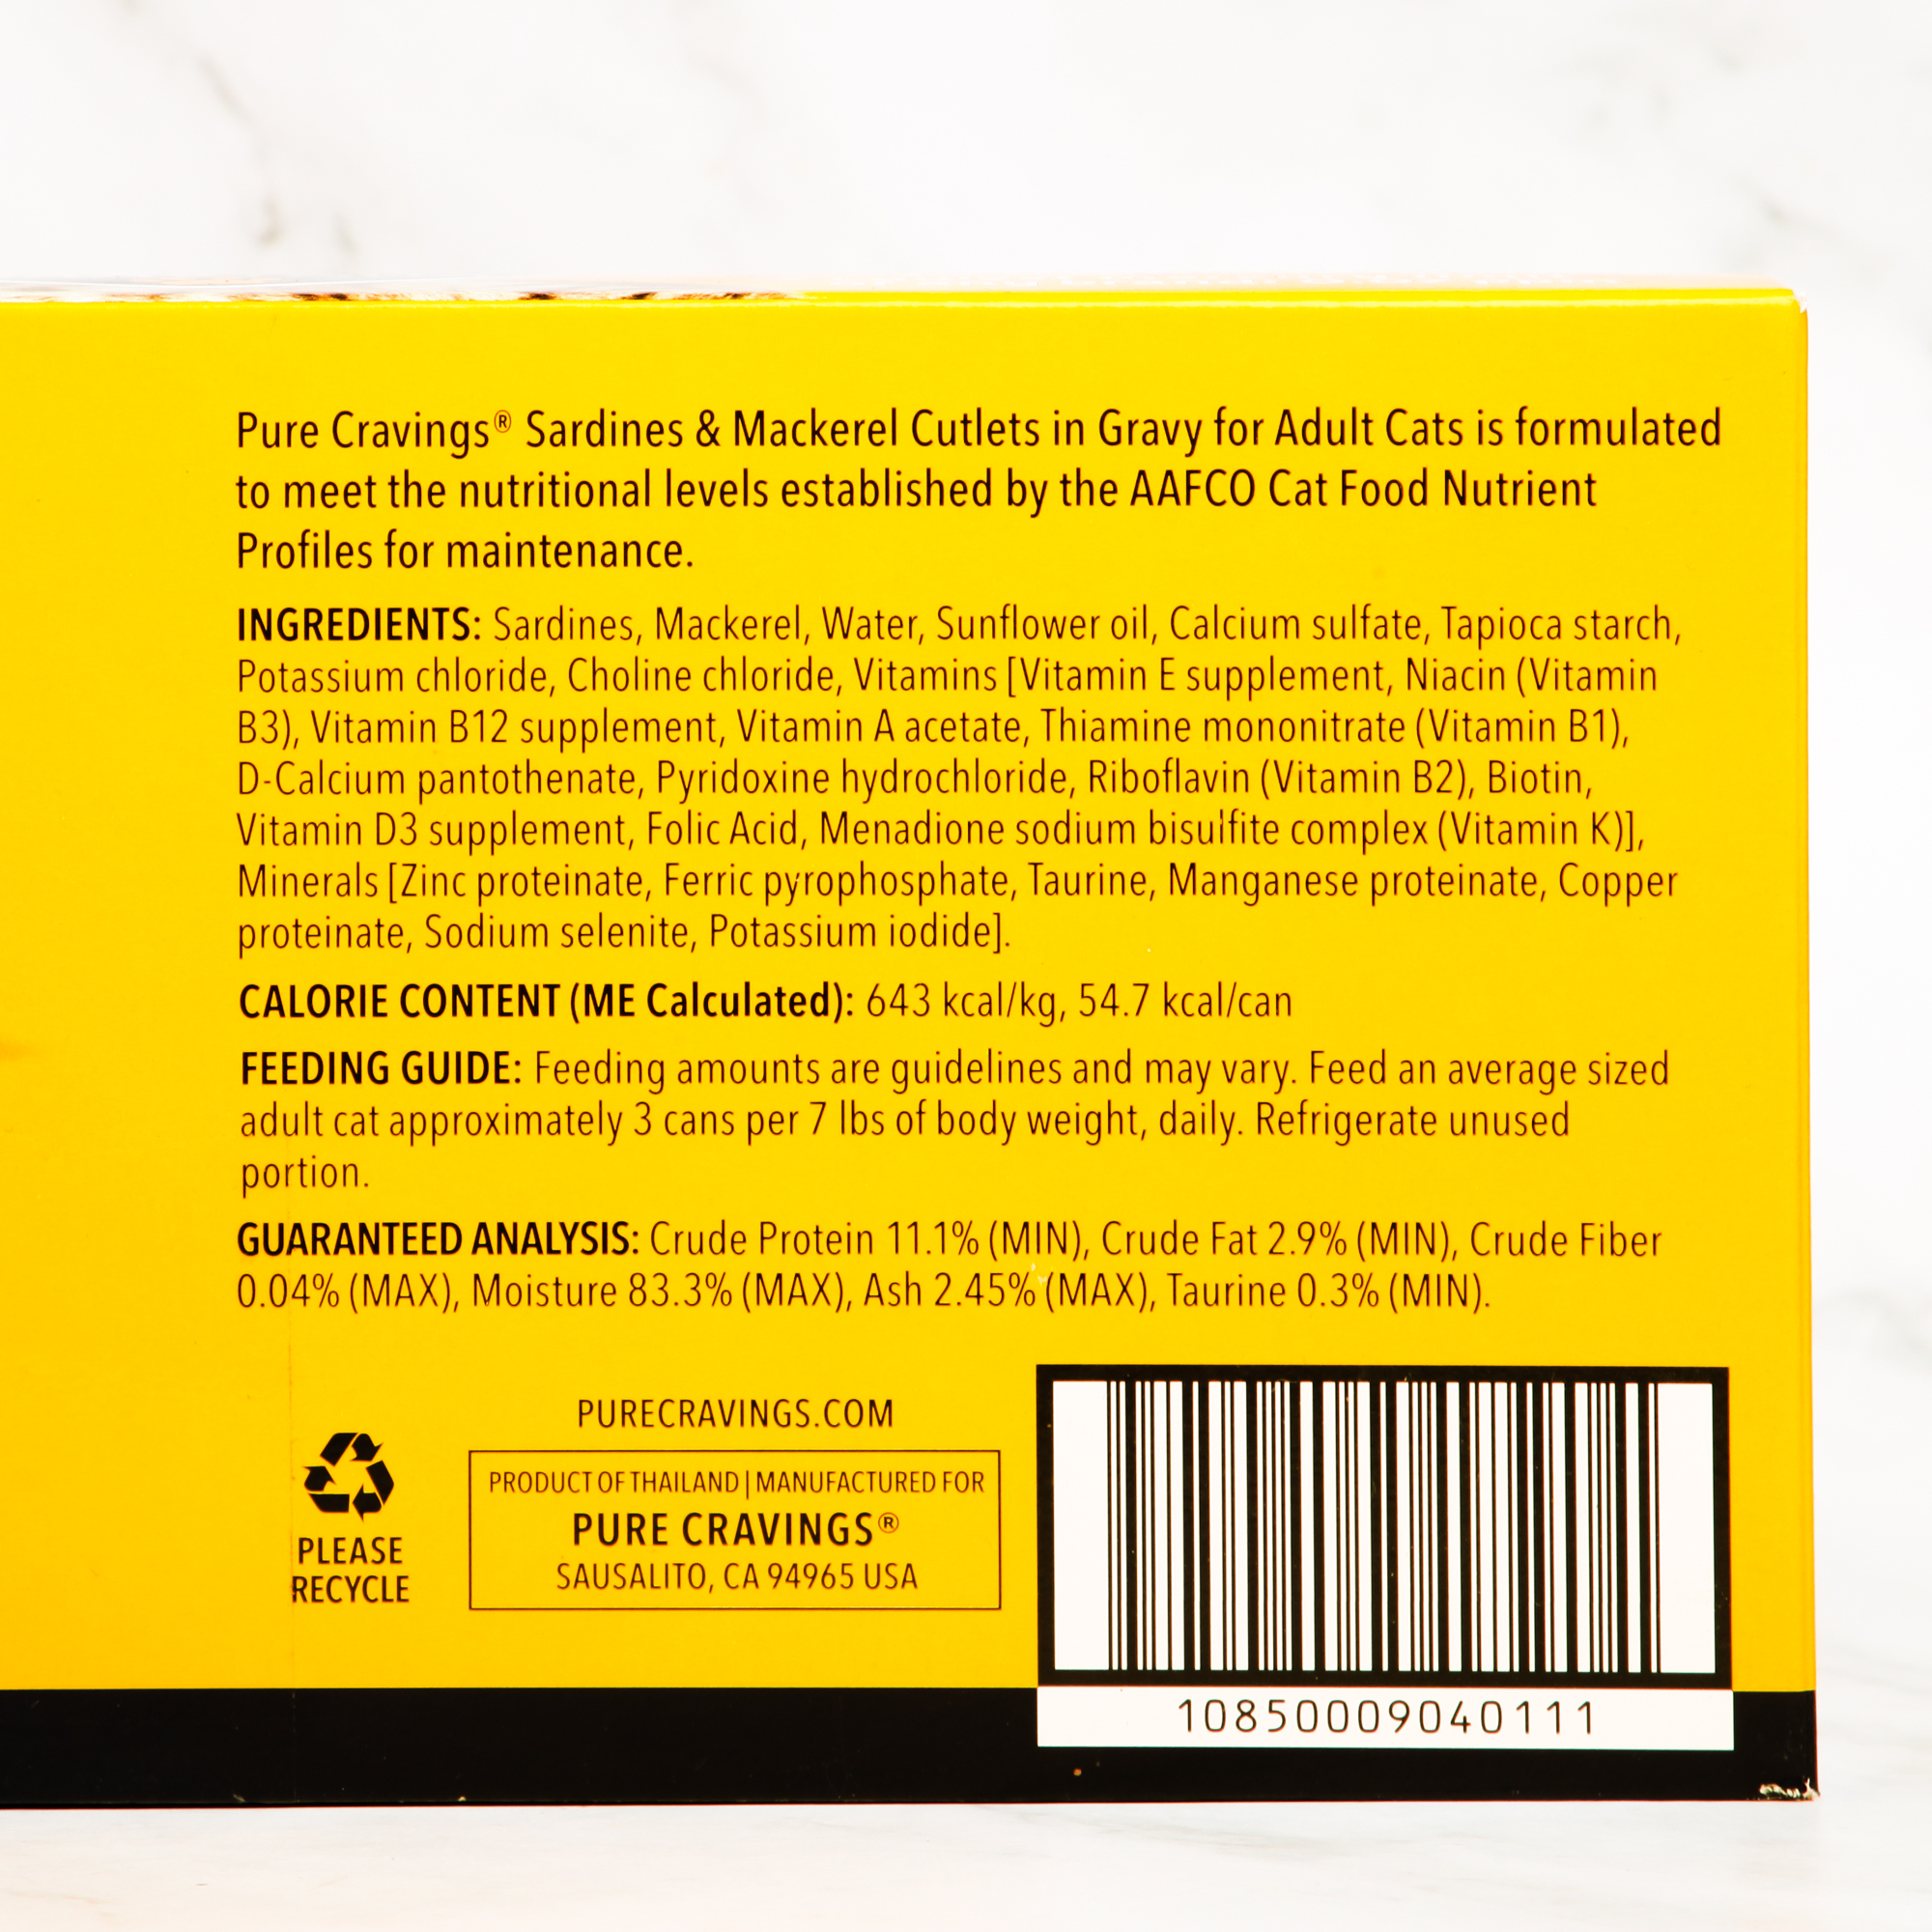 Pure Cravings® Sardines & Mackerel Cutlets in Gravy for Adult Cats is formulated
to meet the nutritional levels established by the AAFCO Cat Food Nutrient
Profiles for maintenance.
INGREDIENTS: Sardines, Mackerel, Water, Sunflower oil, Calcium sulfate, Tapioca starch,
Potassium chloride, Choline chloride, Vitamins [Vitamin E supplement, Niacin (Vitamin
B3), Vitamin B12 supplement, Vitamin A acetate, Thiamine mononitrate (Vitamin B1),
D-Calcium pantothenate, Pyridoxine hydrochloride, Riboflavin (Vitamin B2), Biotin,
Vitamin D3 supplement, Folic Acid, Menadione sodium bisulfite complex (Vitamin K)],
Minerals [Zinc proteinate, Ferric pyrophosphate, Taurine, Manganese proteinate, Copper
proteinate, Sodium selenite, Potassium iodide].
CALORIE CONTENT (ME Calculated): 643 kcal/kg, 54.7 kcal/can
FEEDING GUIDE: Feeding amounts are guidelines and may vary. Feed an average sized
adult cat approximately 3 cans per 7 lbs of body weight, daily. Refrigerate unused
portion.
GUARANTEED ANALYSIS: Crude Protein 11.1% (MIN), Crude Fat 2.9% (MIN), Crude Fiber
0.04% (MAX), Moisture 83.3% (MAX), Ash 2.45% (MAX), Taurine 0.3% (MIN).
PLEASE
RECYCLE
PURECRAVINGS.COM
PRODUCT OF THAILAND | MANUFACTURED FOR
PURE CRAVINGS®
SAUSALITO, CA 94965 USA
10850009040111